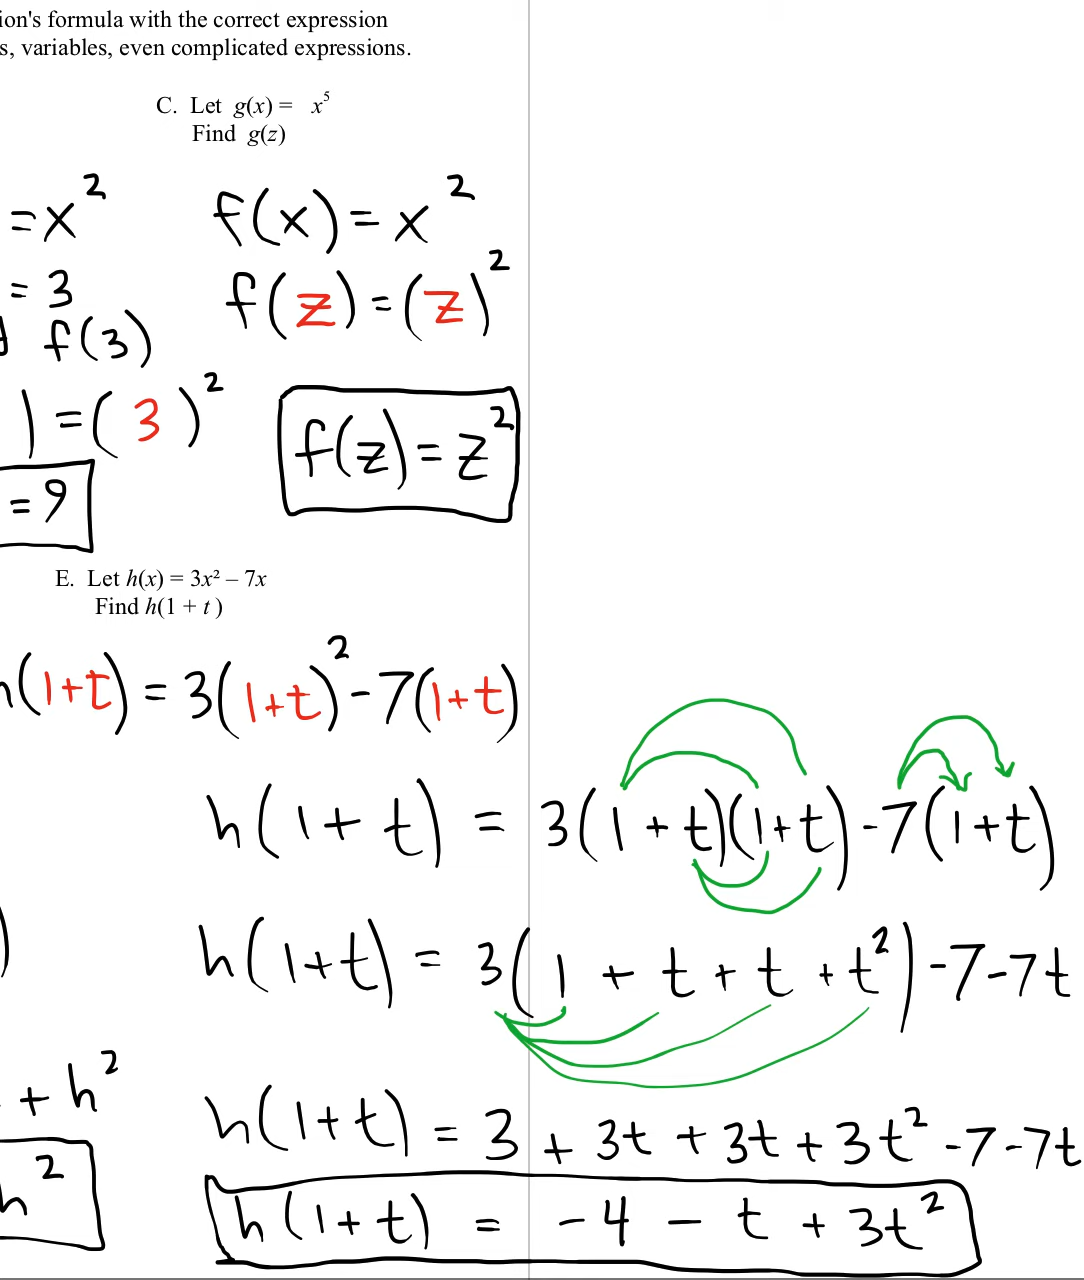 ion's formula with the correct expression
s, variables, even complicated expressions.
C. Let g(x) = x⁵
Find g(z)
= x²
= 3
f(3)
) = (3)²
= 9
f(x) = x²
f(z) = (z)²
f(z) = z²
E. Let h(x) = 3x² – 7x
Find h(1 + t )
h(1+t) = 3(1+t)² - 7(1+t)
h(1 + t) = 3(1 + t)(1+t) - 7(1+t)
)
h(1+t) = 3(1 + t + t + t²) - 7 - 7t
+ h²
h²
h(1+t) = 3 + 3t + 3t + 3t² - 7 - 7t
h(1+t) = -4 - t + 3t²